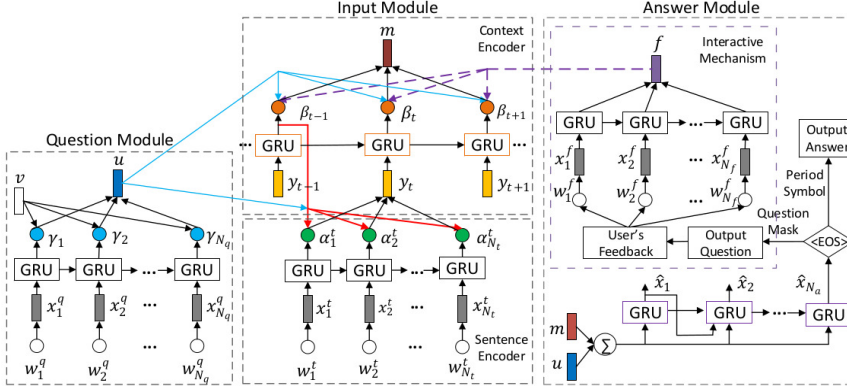 Question Module
v
u
γ_1 γ_2 γ_{N_q}
GRU GRU ... GRU
x_1^q x_2^q ... x_{N_q}^q
w_1^q w_2^q ... w_{N_q}^q
Input Module
Context
Encoder
m
β_{t-1} β_t β_{t+1}
... GRU GRU GRU ...
y_{t-1} y_t y_{t+1}
α_1^t α_2^t α_{N_t}^t
GRU GRU ... GRU
x_1^t x_2^t ... x_{N_t}^t
Sentence
Encoder
w_1^t w_2^t ... w_{N_t}^t
Answer Module
Interactive
Mechanism
f
GRU GRU ... GRU
x_1^f x_2^f ... x_{N_f}^f
w_1^f w_2^f ... w_{N_f}^f
Output
Answer
Period
Symbol
Question
Mask
User's
Feedback
Output
Question
<EOS>
x̂_1 x̂_2 x̂_{N_a}
GRU GRU ... GRU
m
Σ
u